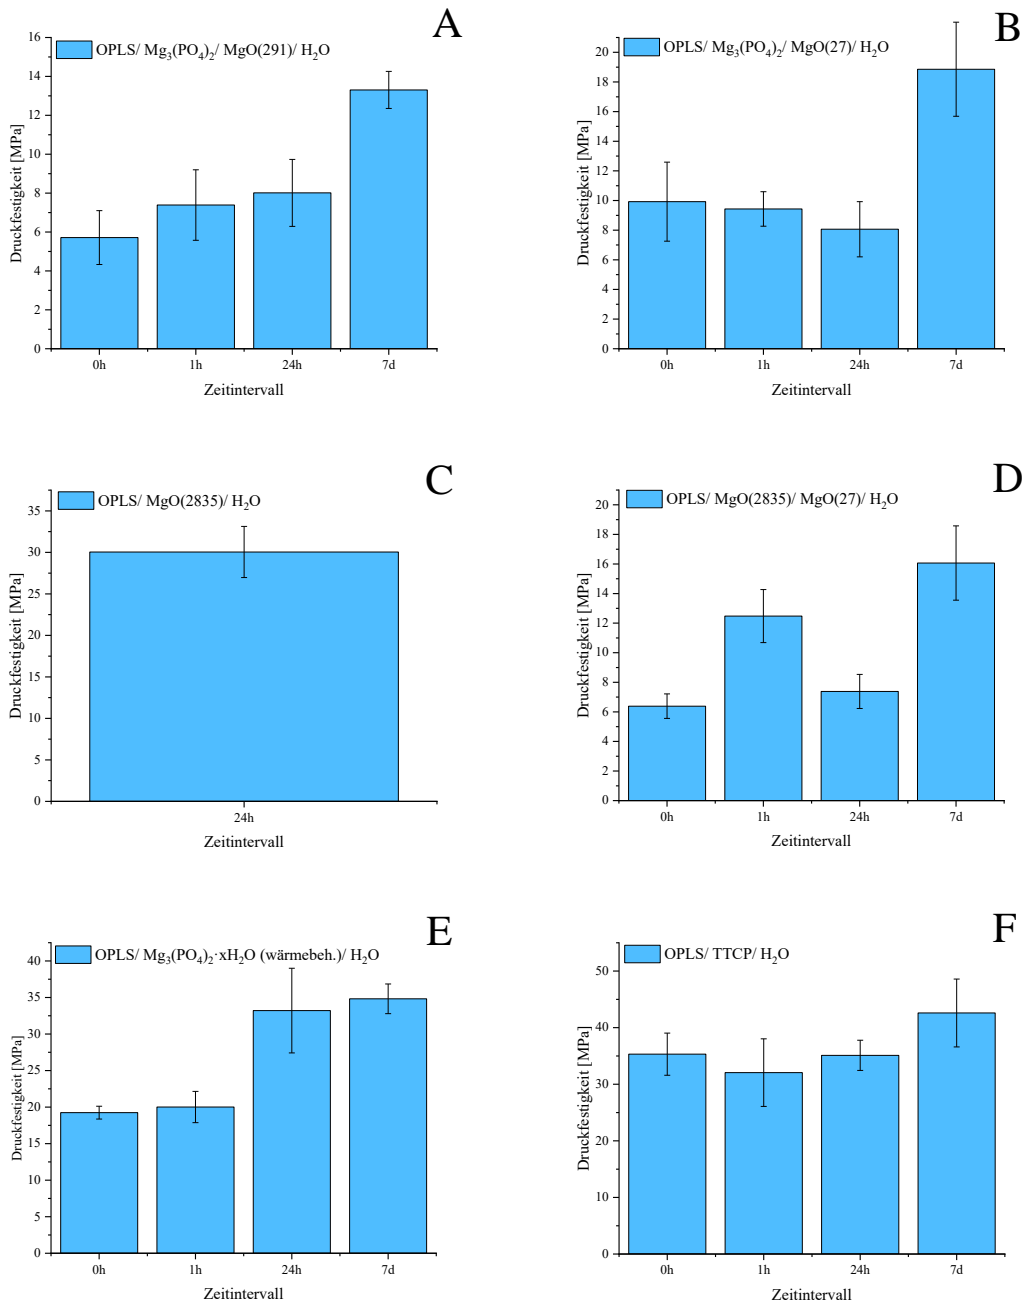 A
OPLS/ Mg₃(PO₄)₂/ MgO(291)/ H₂O
Druckfestigkeit [MPa]
16
14
12
10
8
6
4
2
0
0h 1h 24h 7d
Zeitintervall
B
OPLS/ Mg₃(PO₄)₂/ MgO(27)/ H₂O
Druckfestigkeit [MPa]
20
18
16
14
12
10
8
6
4
2
0
0h 1h 24h 7d
Zeitintervall
C
OPLS/ MgO(2835)/ H₂O
Druckfestigkeit [MPa]
35
30
25
20
15
10
5
0
24h
Zeitintervall
D
OPLS/ MgO(2835)/ MgO(27)/ H₂O
Druckfestigkeit [MPa]
20
18
16
14
12
10
8
6
4
2
0
0h 1h 24h 7d
Zeitintervall
E
OPLS/ Mg₃(PO₄)₂·xH₂O (wärmebeh.)/ H₂O
Druckfestigkeit [MPa]
40
35
30
25
20
15
10
5
0
0h 1h 24h 7d
Zeitintervall
F
OPLS/ TTCP/ H₂O
Druckfestigkeit [MPa]
50
40
30
20
10
0
0h 1h 24h 7d
Zeitintervall